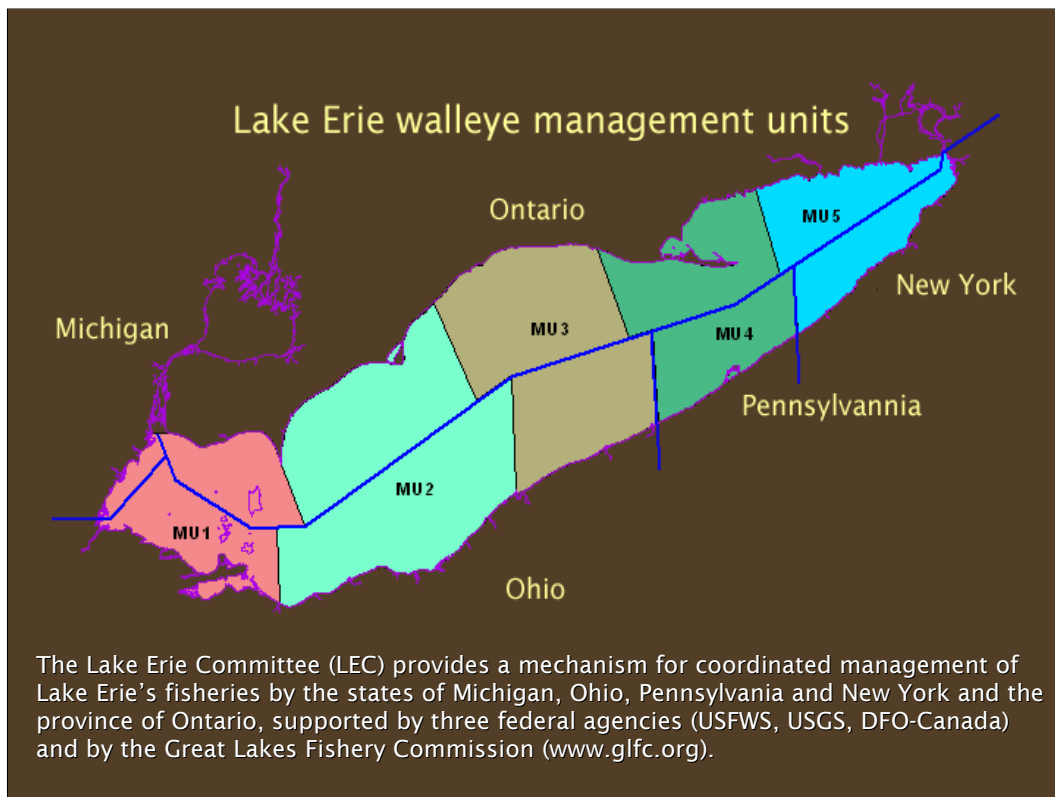 Lake Erie walleye management units
Ontario
MU 5
New York
Michigan
MU 3
MU 4
Pennsylvannia
MU 2
MU 1
Ohio
The Lake Erie Committee (LEC) provides a mechanism for coordinated management of
Lake Erie's fisheries by the states of Michigan, Ohio, Pennsylvania and New York and the
province of Ontario, supported by three federal agencies (USFWS, USGS, DFO-Canada)
and by the Great Lakes Fishery Commission (www.glfc.org).